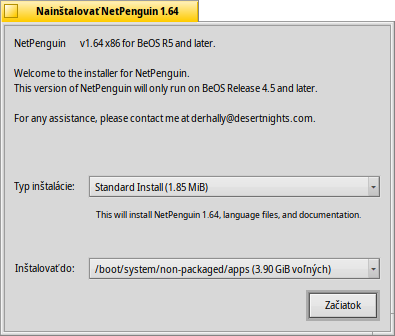 Nainštalovať NetPenguin 1.64
NetPenguin v1.64 x86 for BeOS R5 and later.
Welcome to the installer for NetPenguin.
This version of NetPenguin will only run on BeOS Release 4.5 and later.
For any assistance, please contact me at derhally@desertnights.com.
Typ inštalácie: Standard Install (1.85 MiB)
This will install NetPenguin 1.64, language files, and documentation.
Inštalovať do: /boot/system/non-packaged/apps (3.90 GiB voľných)
Začiatok